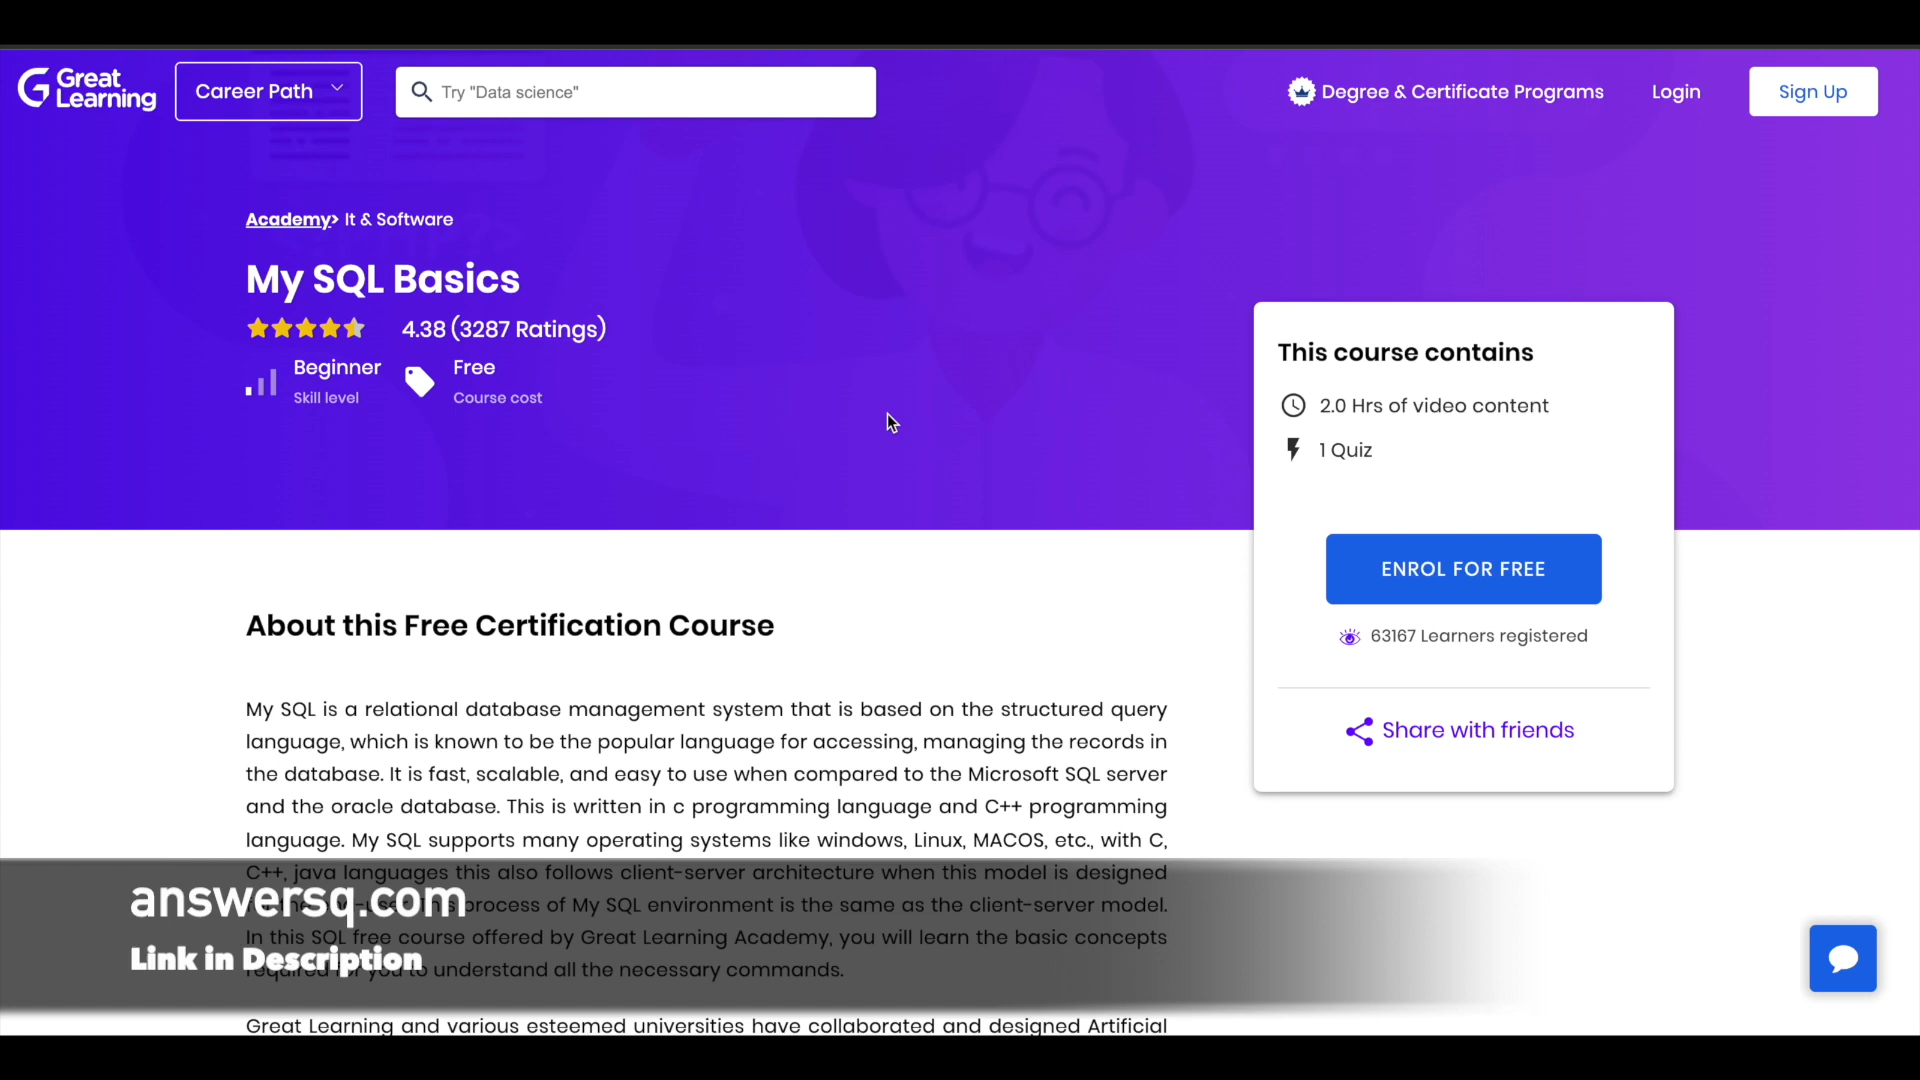 Great Learning
Career Path
Try "Data science"
Degree & Certificate Programs
Login
Sign Up
Academy> It & Software
My SQL Basics
4.38 (3287 Ratings)
Beginner
Skill level
Free
Course cost
This course contains
2.0 Hrs of video content
1 Quiz
ENROL FOR FREE
63167 Learners registered
Share with friends
About this Free Certification Course
My SQL is a relational database management system that is based on the structured query
language, which is known to be the popular language for accessing, managing the records in
the database. It is fast, scalable, and easy to use when compared to the Microsoft SQL server
and the oracle database. This is written in c programming language and C++ programming
language. My SQL supports many operating systems like windows, Linux, MACOS, etc., with C,
C++, java languages this also follows client-server architecture when this model is designed
process of My SQL environment is the same as the client-server model.
In this SQL free course offered by Great Learning Academy, you will learn the basic concepts
to understand all the necessary commands.
Great Learning and various esteemed universities have collaborated and designed Artificial
answersq.com
Link in Description